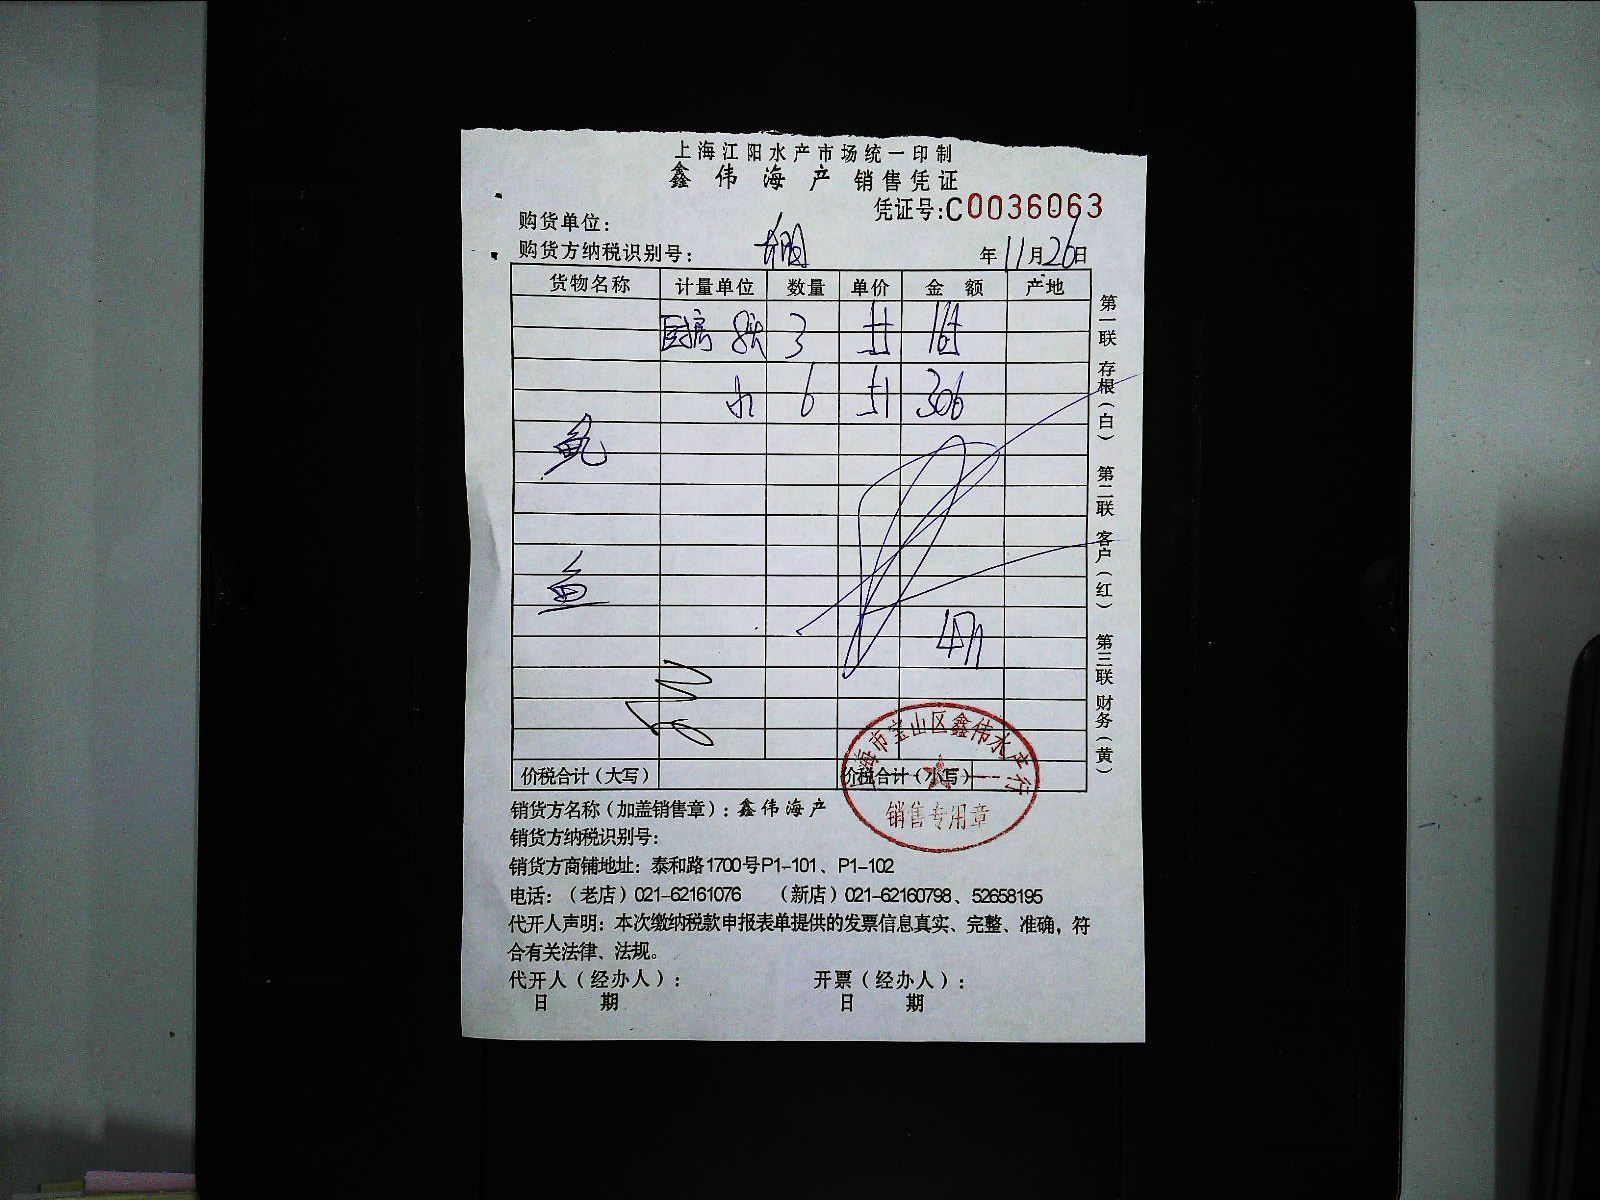 上海江阳水产市场统一印制
鑫伟海产 销售凭证
凭证号:C0036063
购货单位:
购货方纳税识别号:
年11月26日
货物名称 计量单位 数量 单价 金额 产地
3
6 306
鲍
鱼
第一联 存根(白) 第二联 客户(红) 第三联 财务(黄)
价税合计(大写) 价税合计(小写)
上海市宝山区鑫伟水产行
销售专用章
销货方名称(加盖销售章):鑫伟海产
销货方纳税识别号:
销货方商铺地址:泰和路1700号P1-101、P1-102
电话:(老店)021-62161076 (新店)021-62160798、52658195
代开人声明:本次缴纳税款申报表单提供的发票信息真实、完整、准确,符
合有关法律、法规。
代开人(经办人): 开票(经办人):
日 期 日 期